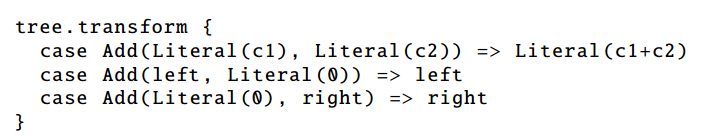 tree.transform {
  case Add(Literal(c1), Literal(c2)) => Literal(c1+c2)
  case Add(left, Literal(0)) => left
  case Add(Literal(0), right) => right
}